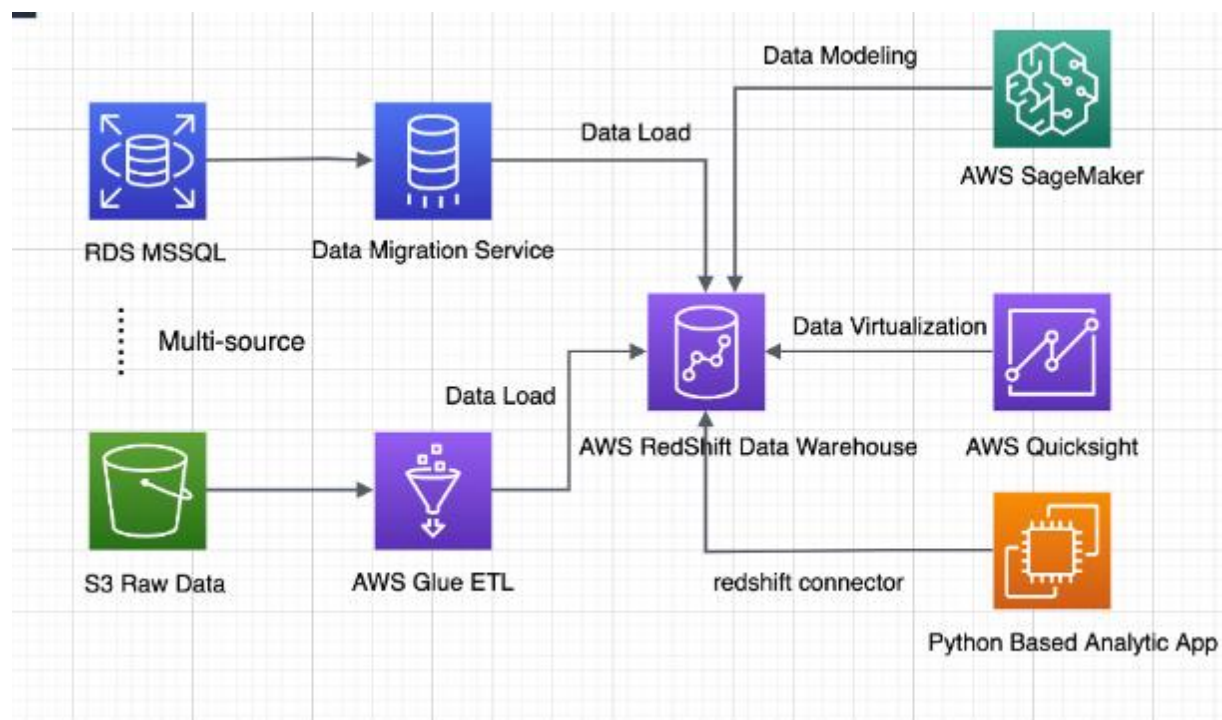 Data Modeling
AWS SageMaker
Data Load
RDS MSSQL
Data Migration Service
Multi-source
Data Virtualization
Data Load
AWS RedShift Data Warehouse
AWS Quicksight
S3 Raw Data
AWS Glue ETL
redshift connector
Python Based Analytic App